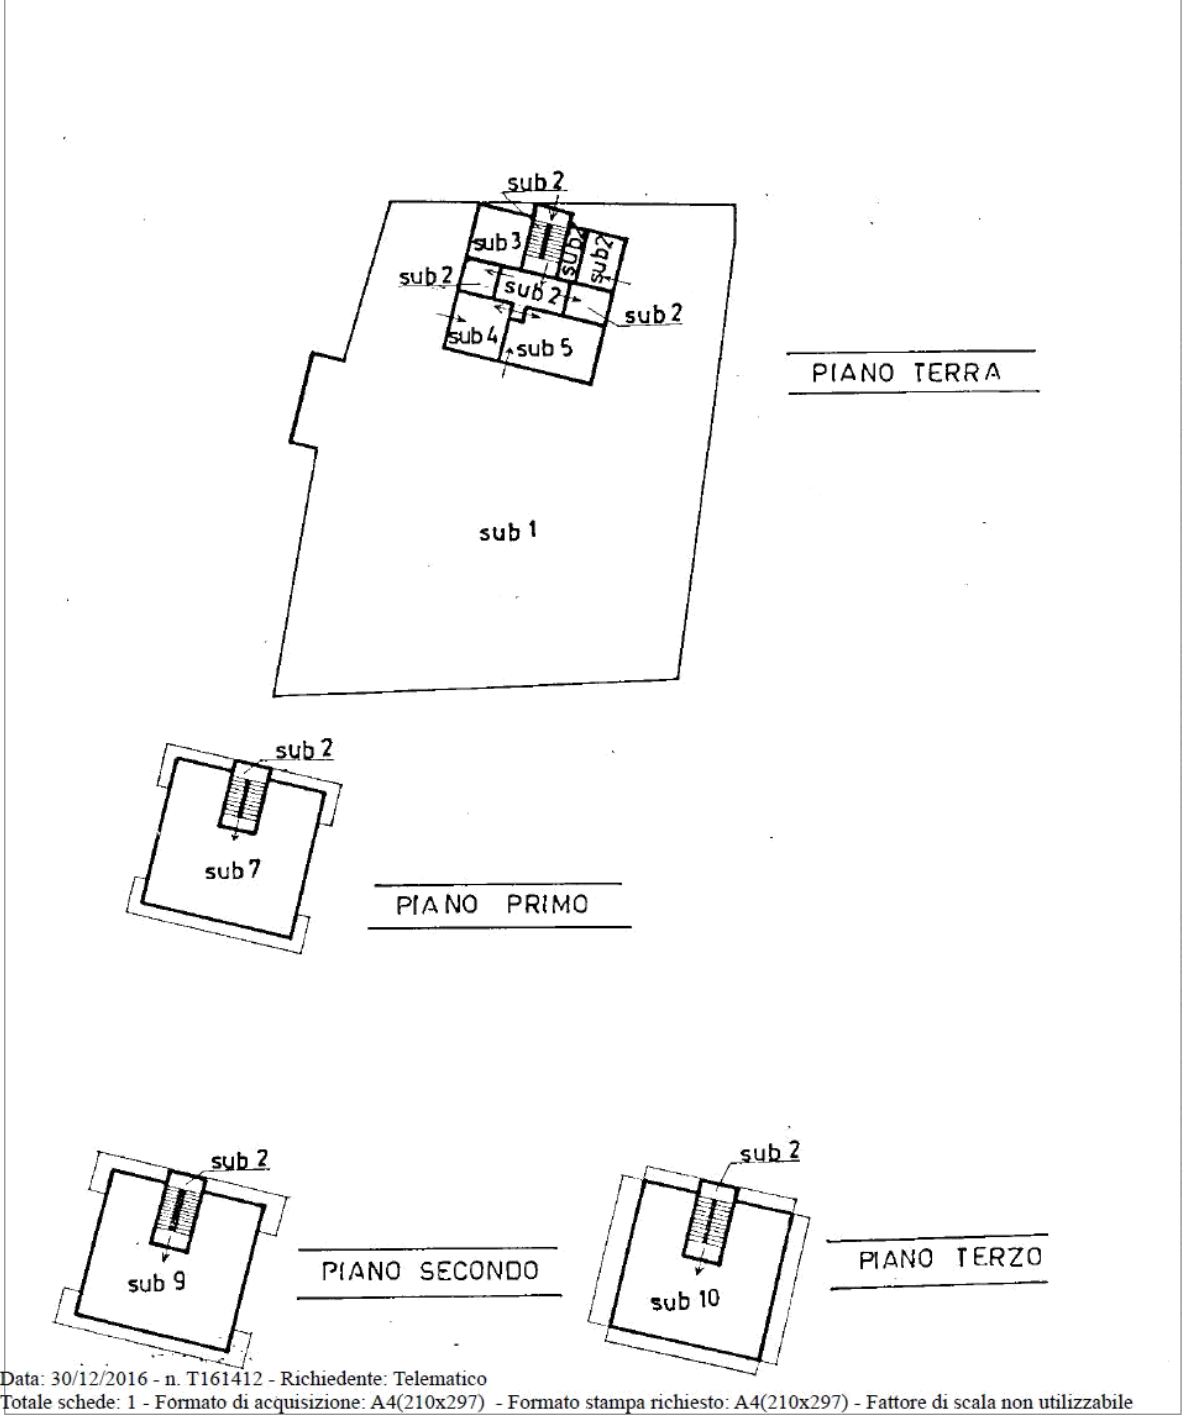 sub 2
sub 3
sub 2
sub 2
sub 2
sub 2
sub 2
sub 4
sub 5
PIANO TERRA
sub 1
sub 2
sub 7
PIANO PRIMO
sub 2
sub 9
PIANO SECONDO
sub 2
sub 10
PIANO TERZO
Data: 30/12/2016 - n. T161412 - Richiedente: Telematico
Totale schede: 1 - Formato di acquisizione: A4(210x297) - Formato stampa richiesto: A4(210x297) - Fattore di scala non utilizzabile